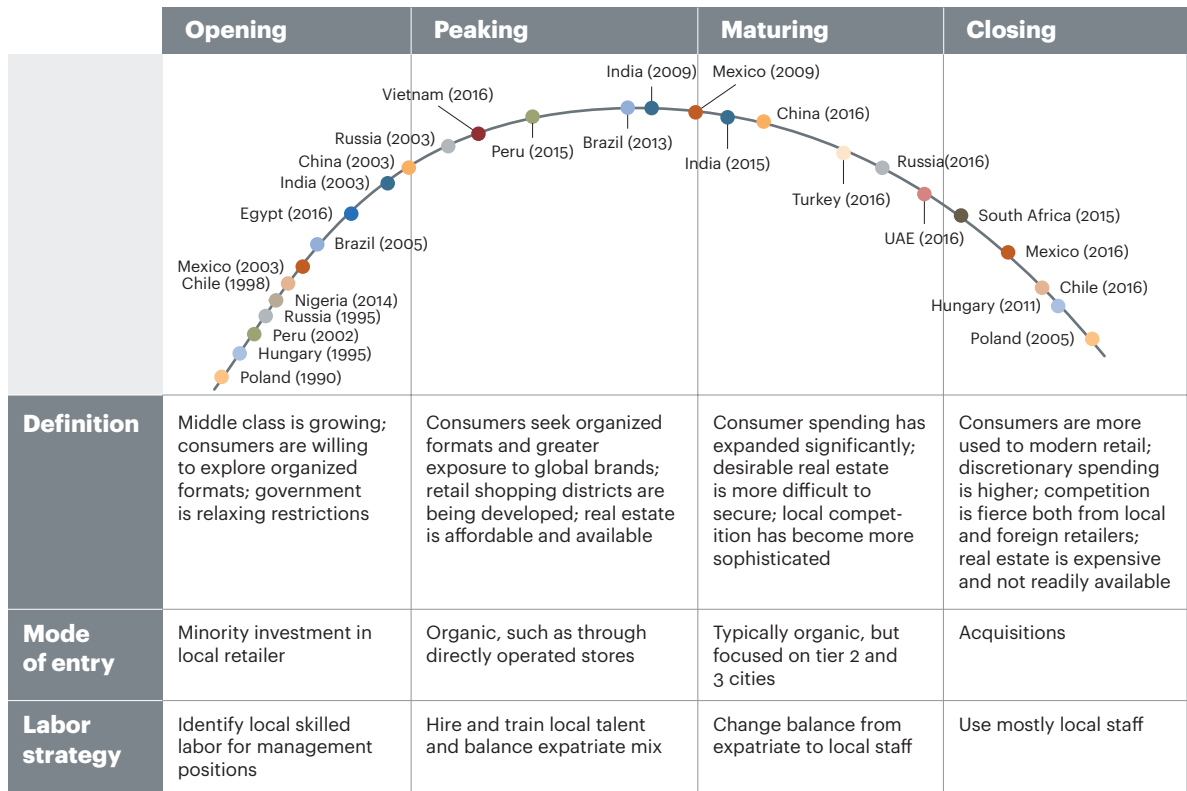 Opening
Peaking
Maturing
Closing
India (2009)
Mexico (2009)
Vietnam (2016)
China (2016)
Russia (2003)
Peru (2015)
Brazil (2013)
India (2015)
China (2003)
Russia(2016)
India (2003)
Turkey (2016)
Egypt (2016)
South Africa (2015)
Brazil (2005)
UAE (2016)
Mexico (2016)
Mexico (2003)
Chile (1998)
Chile (2016)
Nigeria (2014)
Hungary (2011)
Russia (1995)
Peru (2002)
Poland (2005)
Hungary (1995)
Poland (1990)
Definition
Middle class is growing;
consumers are willing
to explore organized
formats; government
is relaxing restrictions
Consumers seek organized
formats and greater
exposure to global brands;
retail shopping districts are
being developed; real estate
is affordable and available
Consumer spending has
expanded significantly;
desirable real estate
is more difficult to
secure; local compet-
ition has become more
sophisticated
Consumers are more
used to modern retail;
discretionary spending
is higher; competition
is fierce both from local
and foreign retailers;
real estate is expensive
and not readily available
Mode
of entry
Minority investment in
local retailer
Organic, such as through
directly operated stores
Typically organic, but
focused on tier 2 and
3 cities
Acquisitions
Labor
strategy
Identify local skilled
labor for management
positions
Hire and train local talent
and balance expatriate mix
Change balance from
expatriate to local staff
Use mostly local staff